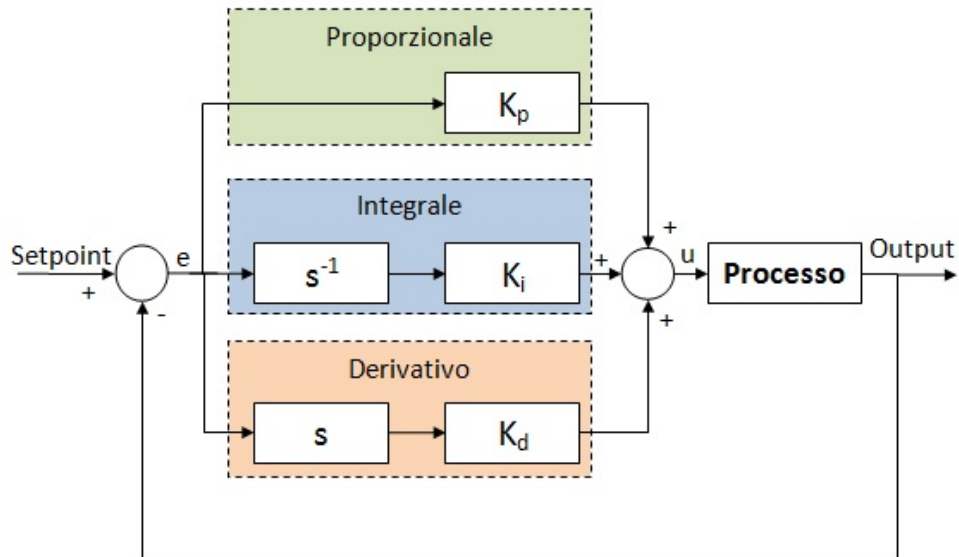 Proporzionale
Kp
Integrale
Setpoint
+
-
e
s-1
Ki
+
+
+
u
Processo
Output
Derivativo
s
Kd